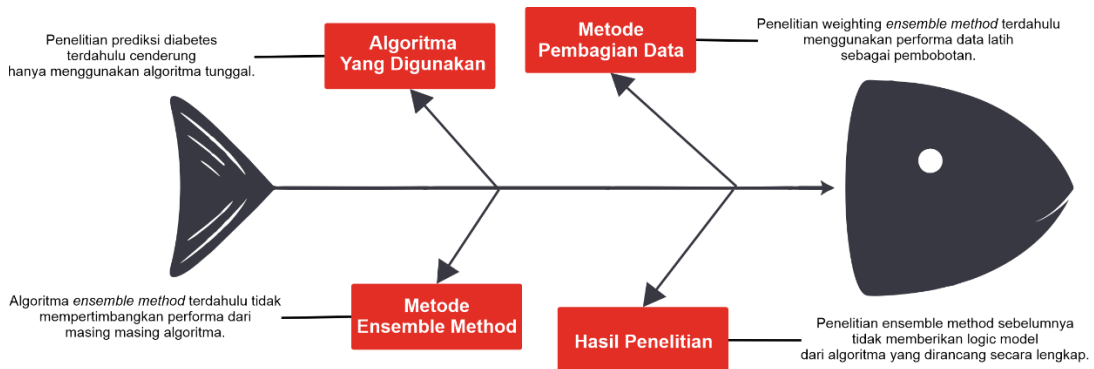 Penelitian prediksi diabetes
terdahulu cenderung
hanya menggunakan algoritma tunggal.
Algoritma
Yang Digunakan
Metode
Pembagian Data
Penelitian weighting ensemble method terdahulu
menggunakan performa data latih
sebagai pembobotan.
Algoritma ensemble method terdahulu tidak
mempertimbangkan performa dari
masing masing algoritma.
Metode
Ensemble Method
Hasil Penelitian
Penelitian ensemble method sebelumnya
tidak memberikan logic model
dari algoritma yang dirancang secara lengkap.